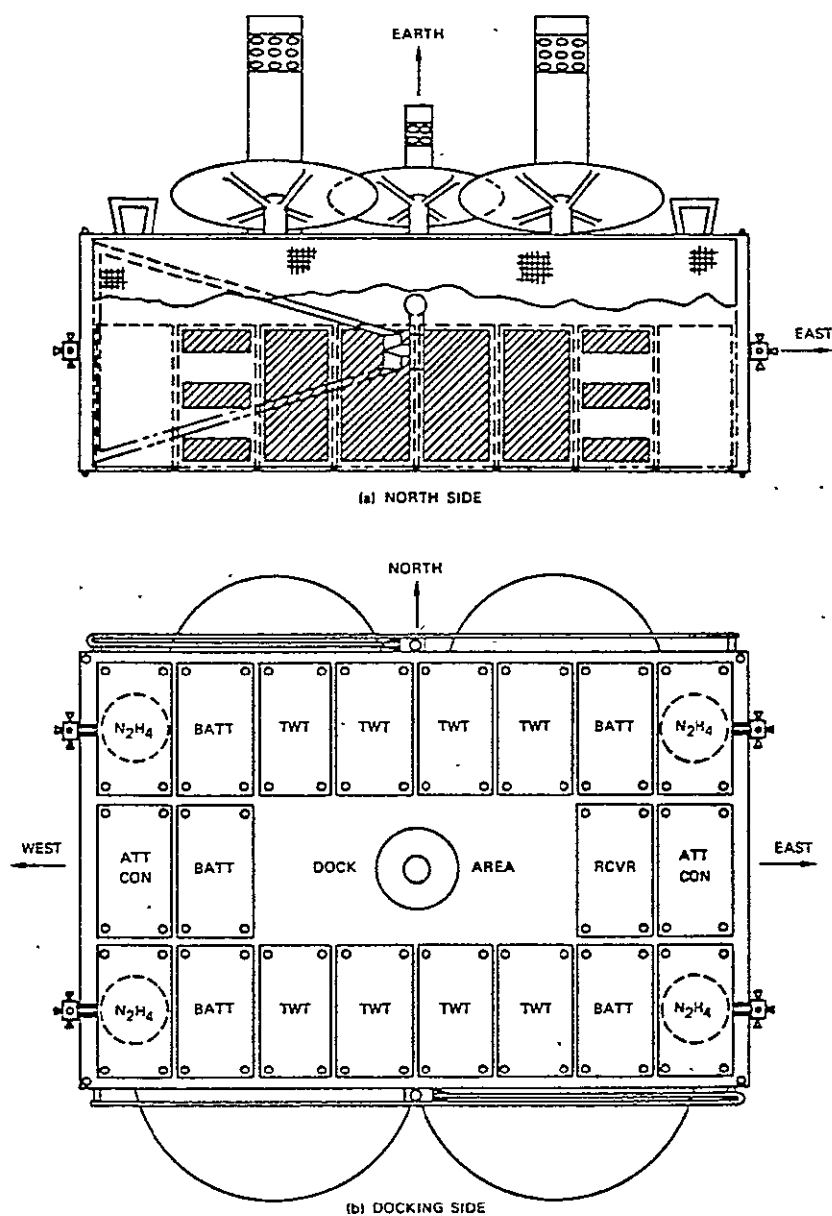 EARTH
EAST
(a) NORTH SIDE
NORTH
N2H4 BATT TWT TWT TWT TWT BATT N2H4
WEST
ATT CON BATT DOCK AREA RCVR ATT CON
EAST
N2H4 BATT TWT TWT TWT TWT BATT N2H4
(b) DOCKING SIDE